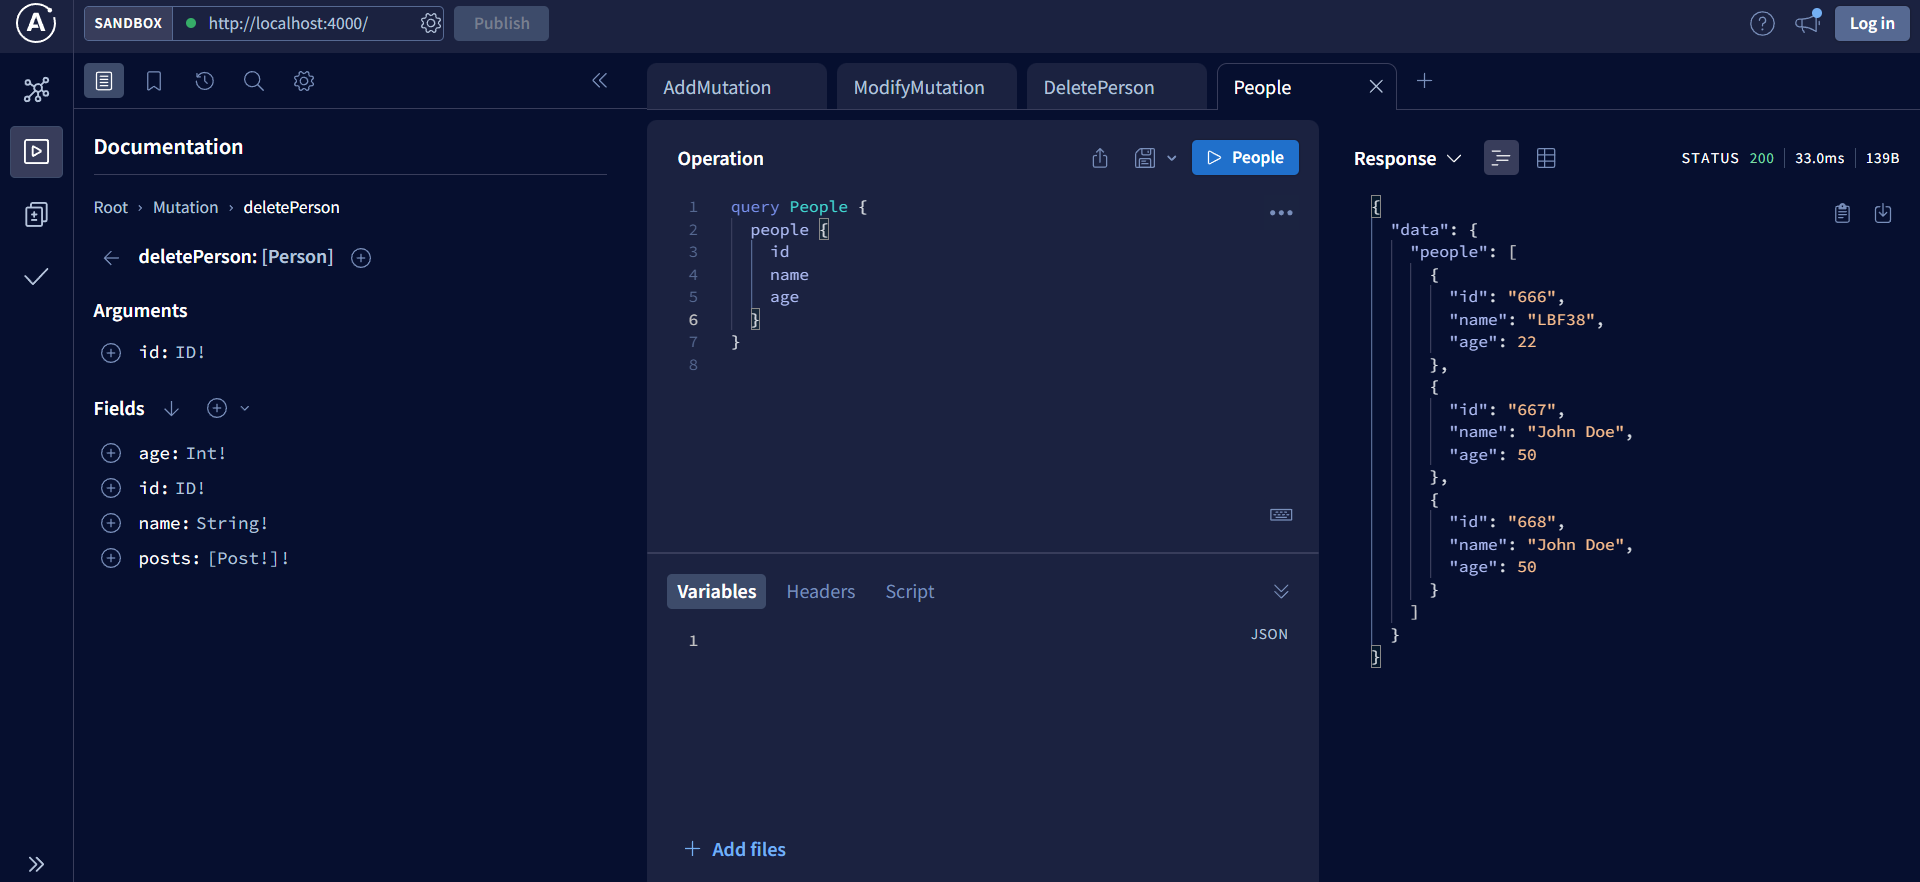 SANDBOX
http://localhost:4000/
Publish
Log in
Documentation
Root › Mutation › deletePerson
deletePerson: [Person]
Arguments
id: ID!
Fields
age: Int!
id: ID!
name: String!
posts: [Post!]!
AddMutation
ModifyMutation
DeletePerson
People
Operation
People
1 query People {
2 people {
3 id
4 name
5 age
6 }
7 }
8
Variables
Headers
Script
1
JSON
Add files
Response
STATUS 200
33.0ms
139B
{
"data": {
"people": [
{
"id": "666",
"name": "LBF38",
"age": 22
},
{
"id": "667",
"name": "John Doe",
"age": 50
},
{
"id": "668",
"name": "John Doe",
"age": 50
}
]
}
}